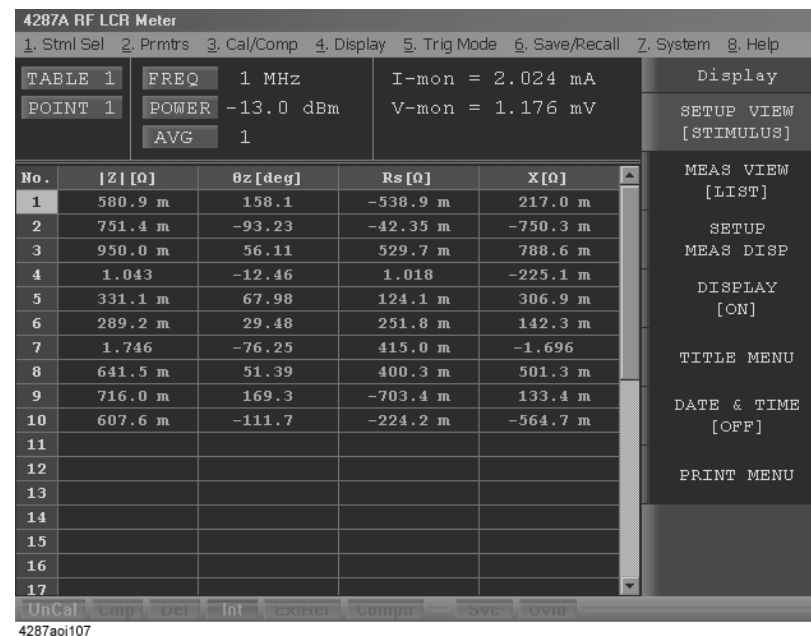 4287A RF LCR Meter
1. Stml Sel 2. Prmtrs 3. Cal/Comp 4. Display 5. Trig Mode 6. Save/Recall 7. System 8. Help
TABLE 1 FREQ 1 MHz I-mon = 2.024 mA
POINT 1 POWER -13.0 dBm V-mon = 1.176 mV
AVG 1
Display
SETUP VIEW
[STIMULUS]
MEAS VIEW
[LIST]
SETUP
MEAS DISP
DISPLAY
[ON]
TITLE MENU
DATE & TIME
[OFF]
PRINT MENU
No. |Z|[Ω] θz[deg] Rs[Ω] X[Ω]
1 580.9 m 158.1 -538.9 m 217.0 m
2 751.4 m -93.23 -42.35 m -750.3 m
3 950.0 m 56.11 529.7 m 788.6 m
4 1.043 -12.46 1.018 -225.1 m
5 331.1 m 67.98 124.1 m 306.9 m
6 289.2 m 29.48 251.8 m 142.3 m
7 1.746 -76.25 415.0 m -1.696
8 641.5 m 51.39 400.3 m 501.3 m
9 716.0 m 169.3 -703.4 m 133.4 m
10 607.6 m -111.7 -224.2 m -564.7 m
11
12
13
14
15
16
17
UnCal Cmp Del Int ExtRef Comptr Svc Ovld
4287aoj107